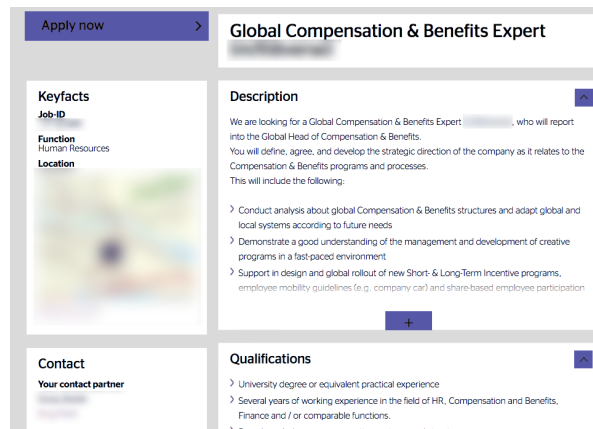 Apply now
Global Compensation & Benefits Expert
Keyfacts
Job-ID
Function
Human Resources
Location
Description
We are looking for a Global Compensation & Benefits Expert , who will report
into the Global Head of Compensation & Benefits.
You will define, agree, and develop the strategic direction of the company as it relates to the
Compensation & Benefits programs and processes.
This will include the following:
Conduct analysis about global Compensation & Benefits structures and adapt global and
local systems according to future needs
Demonstrate a good understanding of the management and development of creative
programs in a fast-paced environment
Support in design and global rollout of new Short- & Long-Term Incentive programs,
employee mobility guidelines (e.g. company car) and share-based employee participation
+
Contact
Your contact partner
Qualifications
University degree or equivalent practical experience
Several years of working experience in the field of HR, Compensation and Benefits,
Finance and / or comparable functions.